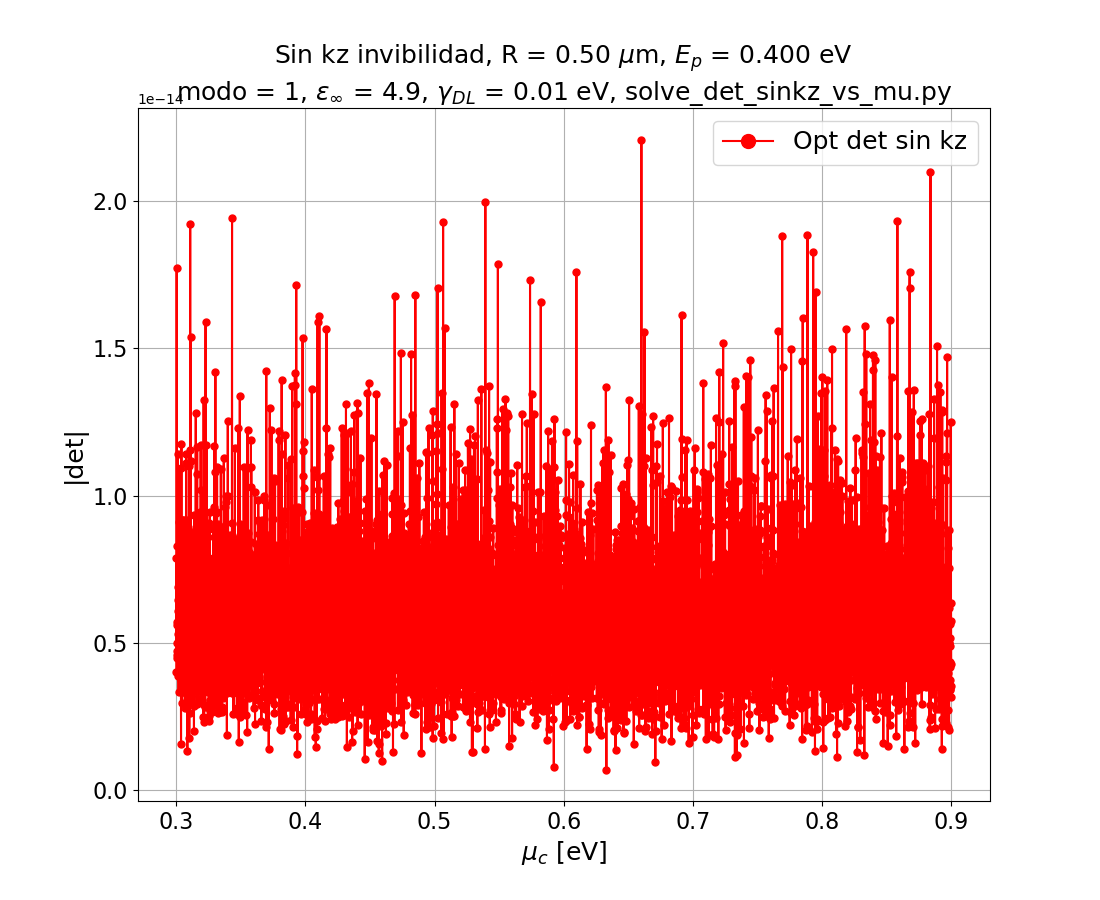 Sin kz invibilidad, R = 0.50 μm, E_p = 0.400 eV
modo = 1, ε_∞ = 4.9, γ_DL = 0.01 eV, solve_det_sinkz_vs_mu.py
1e−14
Opt det sin kz
2.0
1.5
1.0
0.5
0.0
|det|
0.3 0.4 0.5 0.6 0.7 0.8 0.9
μ_c [eV]